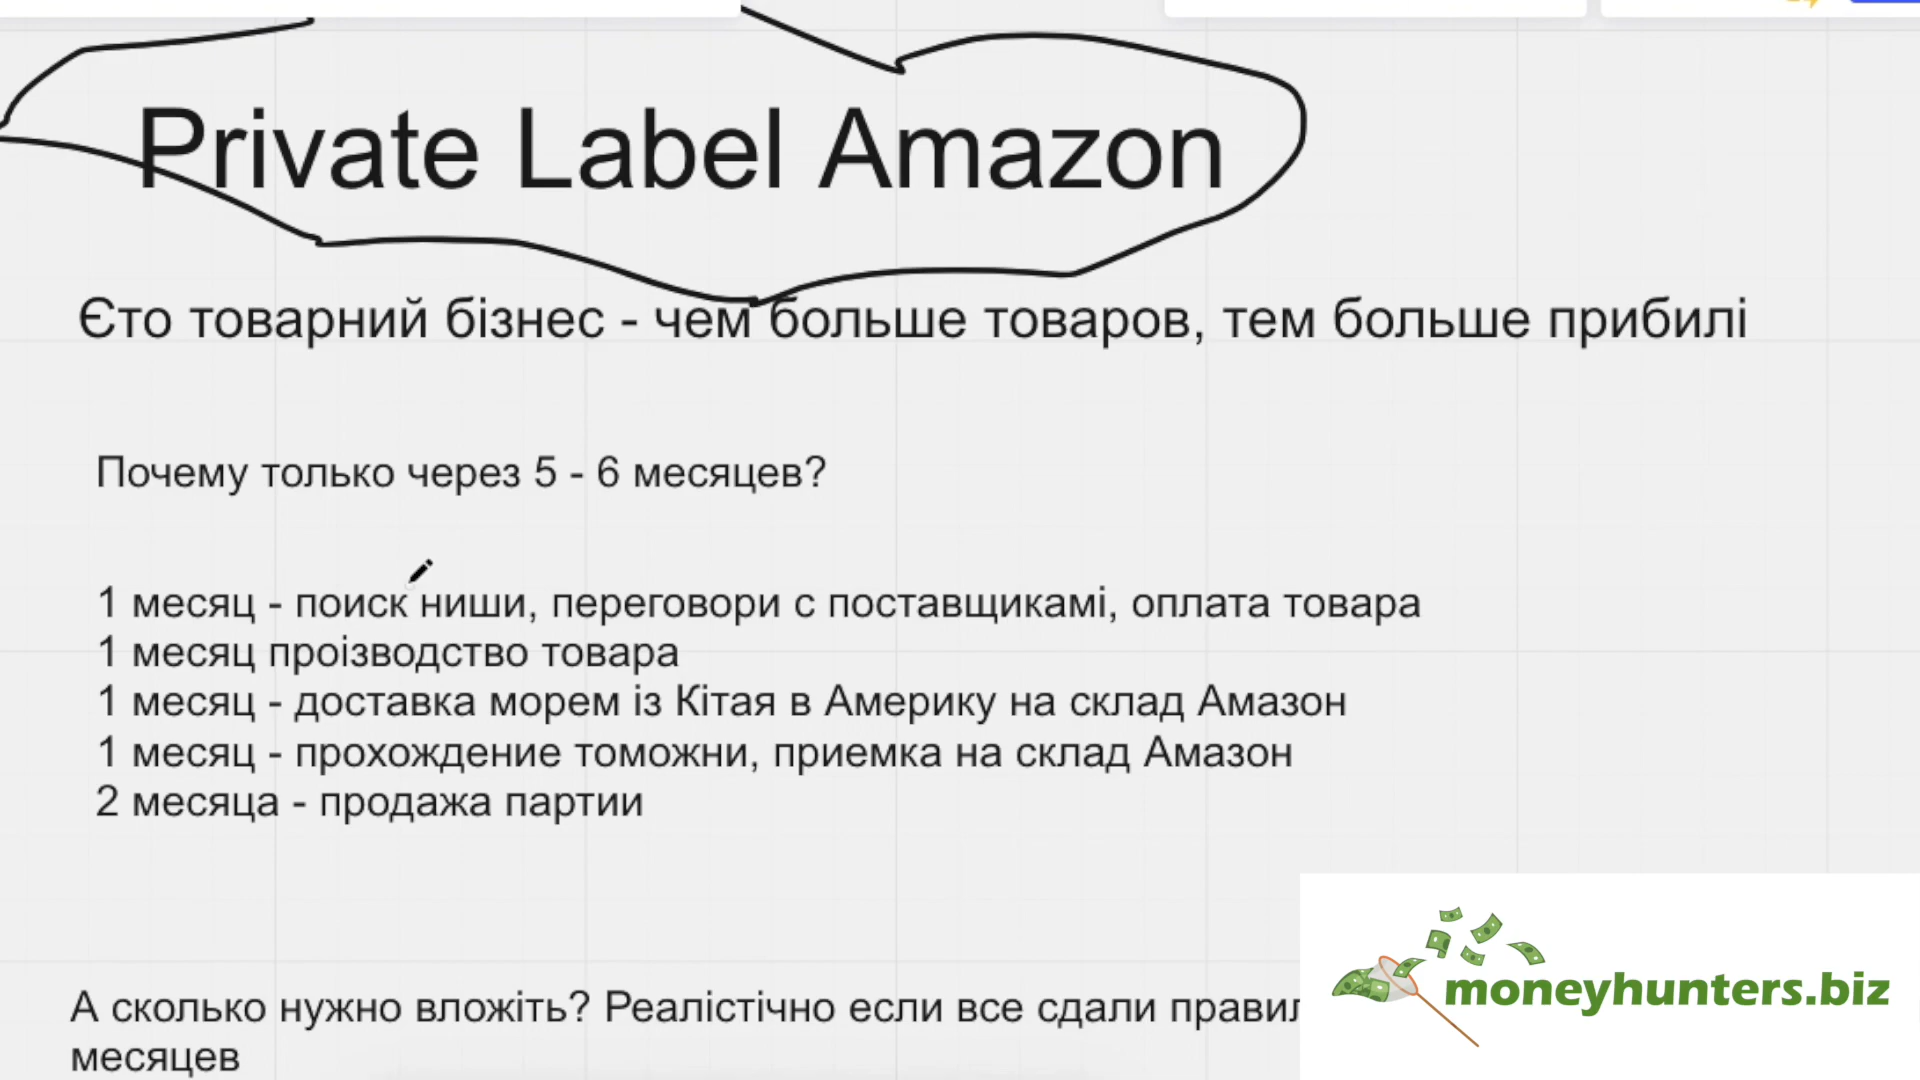 Private Label Amazon
Єто товарний бізнес - чем больше товаров, тем больше прибилі
Почему только через 5 - 6 месяцев?
1 месяц - поиск ниши, переговори с поставщикамі, оплата товара
1 месяц проізводство товара
1 месяц - доставка морем із Кітая в Америку на склад Амазон
1 месяц - прохождение томожни, приемка на склад Амазон
2 месяца - продажа партии
А сколько нужно вложіть? Реалістічно если все сдали
месяцев
moneyhunters.biz